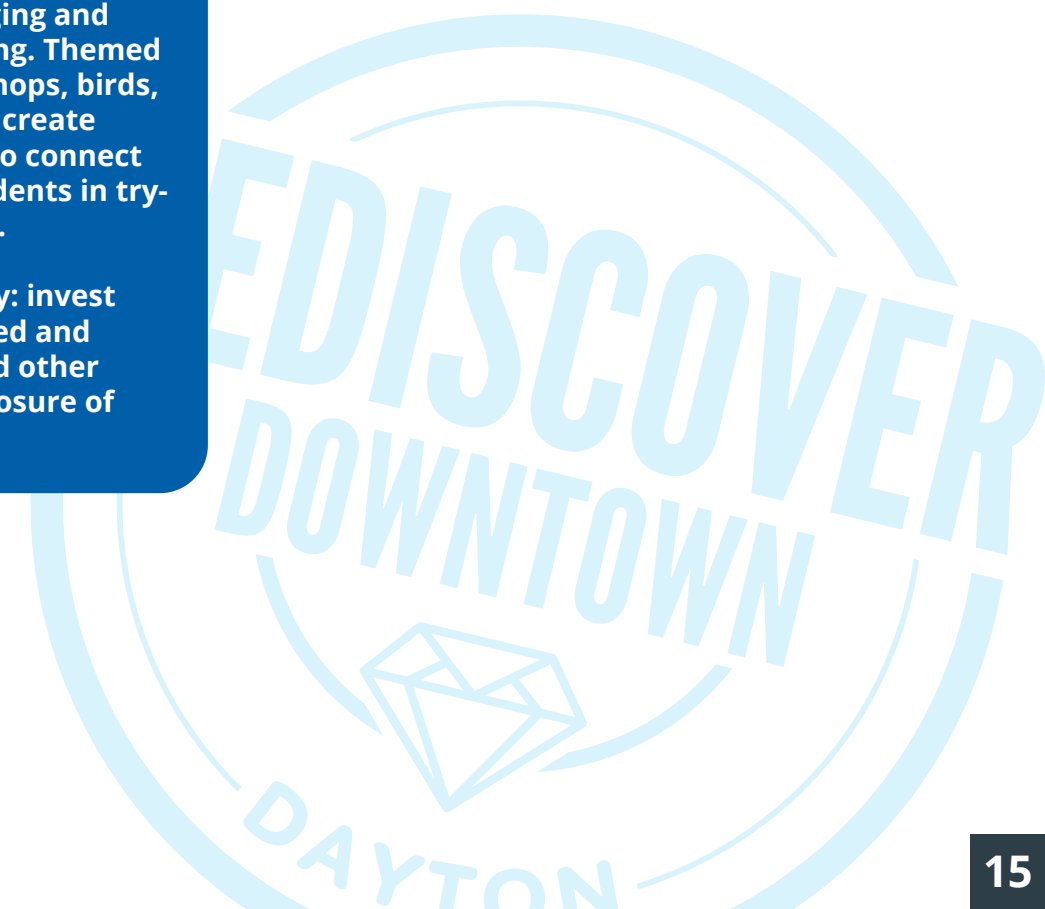 ging and
ng. Themed
hops, birds,
create
o connect
dents in try-
.
y: invest
ed and
d other
osure of
EDISCOVER
DOWNTOWN
DAYTON
15